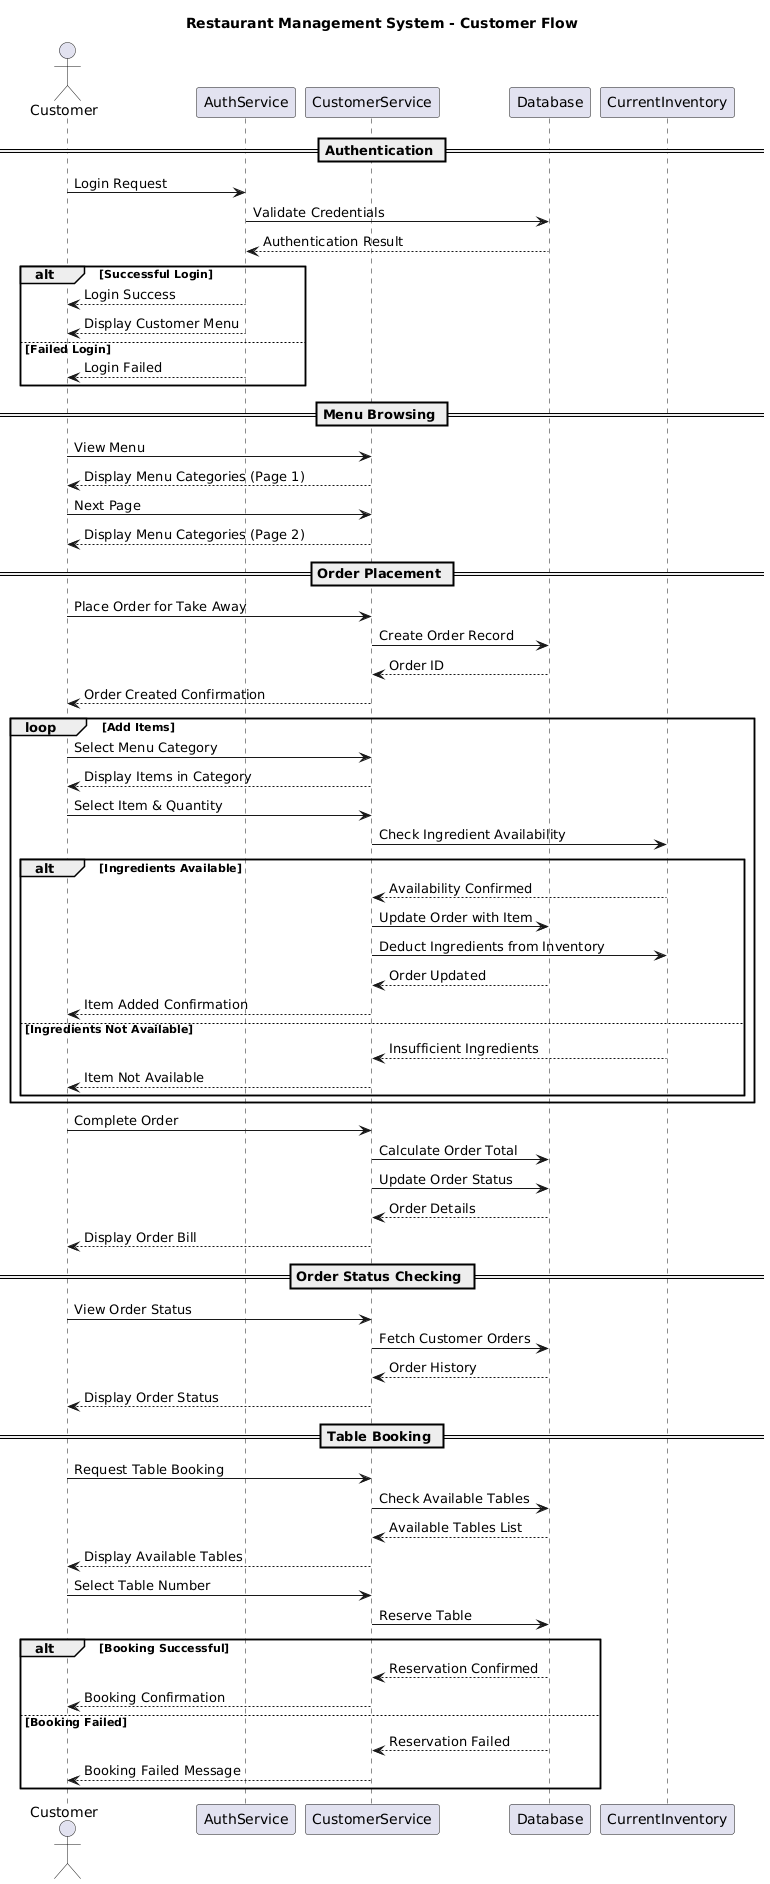 Restaurant Management System - Customer Flow
Customer
AuthService
CustomerService
Database
CurrentInventory
Authentication
Login Request
Validate Credentials
Authentication Result
alt
[Successful Login]
Login Success
Display Customer Menu
[Failed Login]
Login Failed
Menu Browsing
View Menu
Display Menu Categories (Page 1)
Next Page
Display Menu Categories (Page 2)
Order Placement
Place Order for Take Away
Create Order Record
Order ID
Order Created Confirmation
loop
[Add Items]
Select Menu Category
Display Items in Category
Select Item & Quantity
Check Ingredient Availability
alt
[Ingredients Available]
Availability Confirmed
Update Order with Item
Deduct Ingredients from Inventory
Order Updated
Item Added Confirmation
[Ingredients Not Available]
Insufficient Ingredients
Item Not Available
Complete Order
Calculate Order Total
Update Order Status
Order Details
Display Order Bill
Order Status Checking
View Order Status
Fetch Customer Orders
Order History
Display Order Status
Table Booking
Request Table Booking
Check Available Tables
Available Tables List
Display Available Tables
Select Table Number
Reserve Table
alt
[Booking Successful]
Reservation Confirmed
Booking Confirmation
[Booking Failed]
Reservation Failed
Booking Failed Message
Customer
AuthService
CustomerService
Database
CurrentInventory